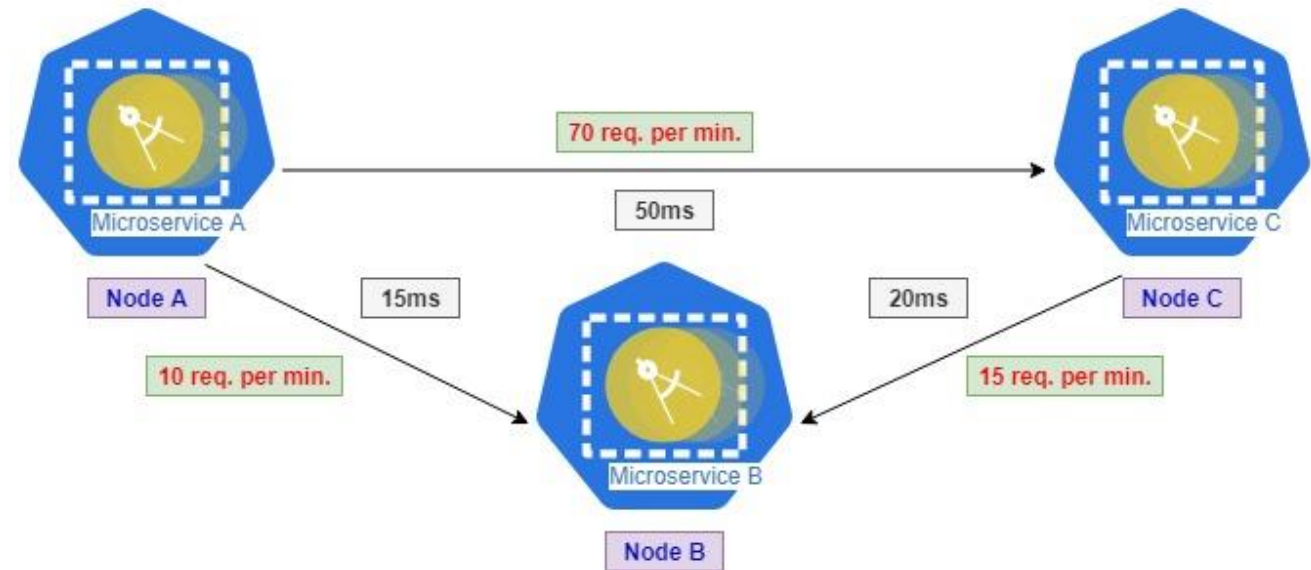 70 req. per min.
50ms
Microservice A
Microservice C
Node A
15ms
20ms
Node C
10 req. per min.
15 req. per min.
Microservice B
Node B